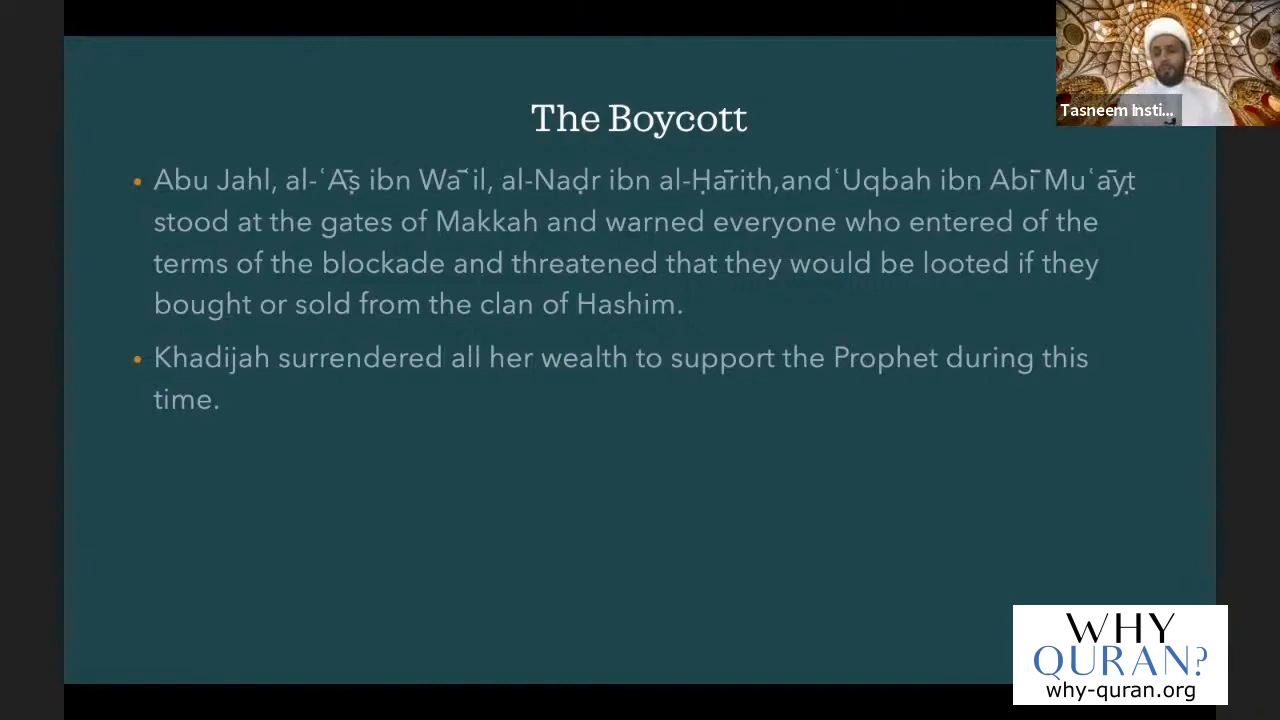 The Boycott
Tasneem Insti...
• Abu Jahl, al-ʿĀṣ ibn Wāʾil, al-Naḍr ibn al-Ḥārith,andʿUqbah ibn Abī Muʿāyṭ
stood at the gates of Makkah and warned everyone who entered of the
terms of the blockade and threatened that they would be looted if they
bought or sold from the clan of Hashim.
• Khadijah surrendered all her wealth to support the Prophet during this
time.
WHY
QURAN?
why-quran.org